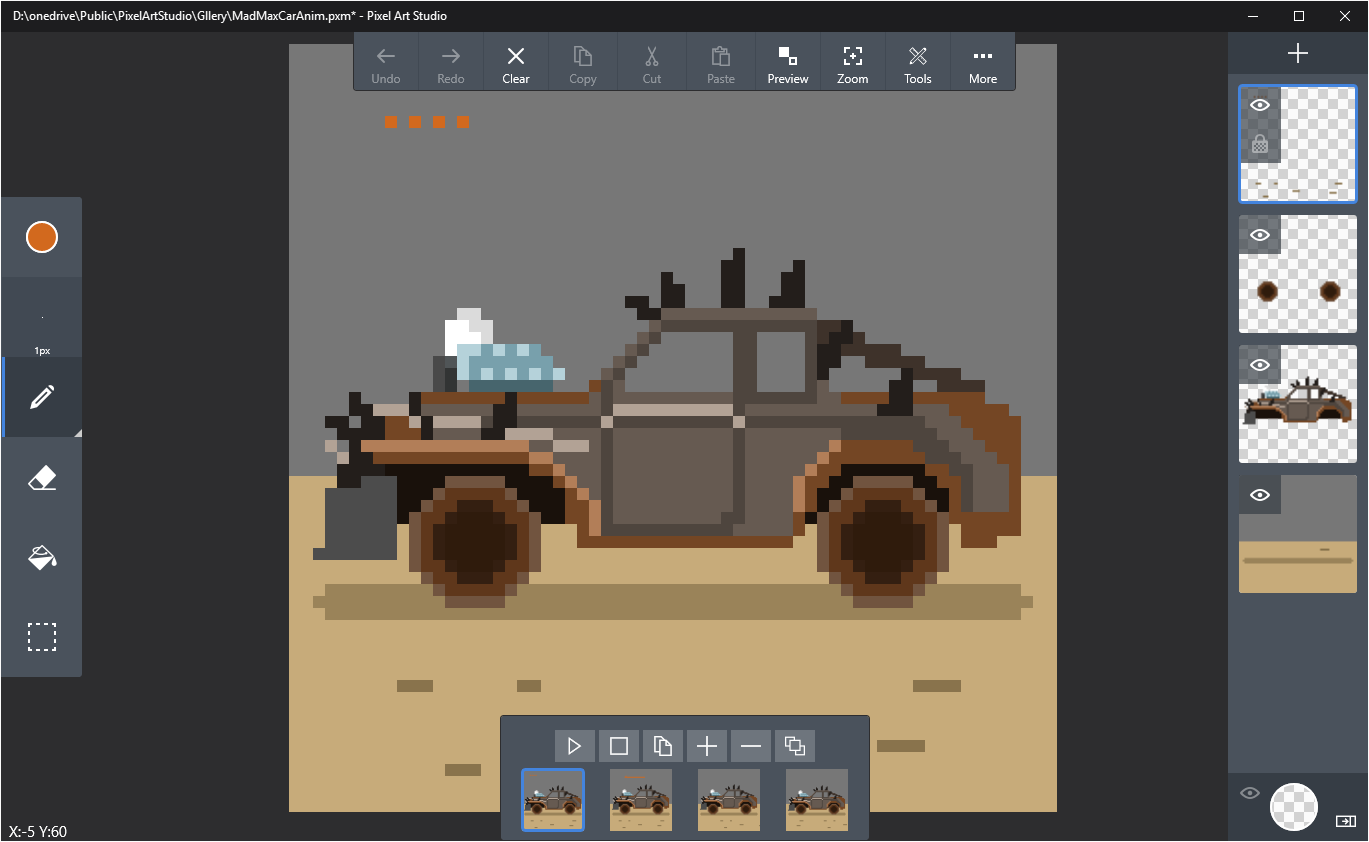 D:\onedrive\Public\PixelArtStudio\Gllery\MadMaxCarAnim.pxm* - Pixel Art Studio
Undo Redo Clear Copy Cut Paste Preview Zoom Tools More
1px
X:-5 Y:60